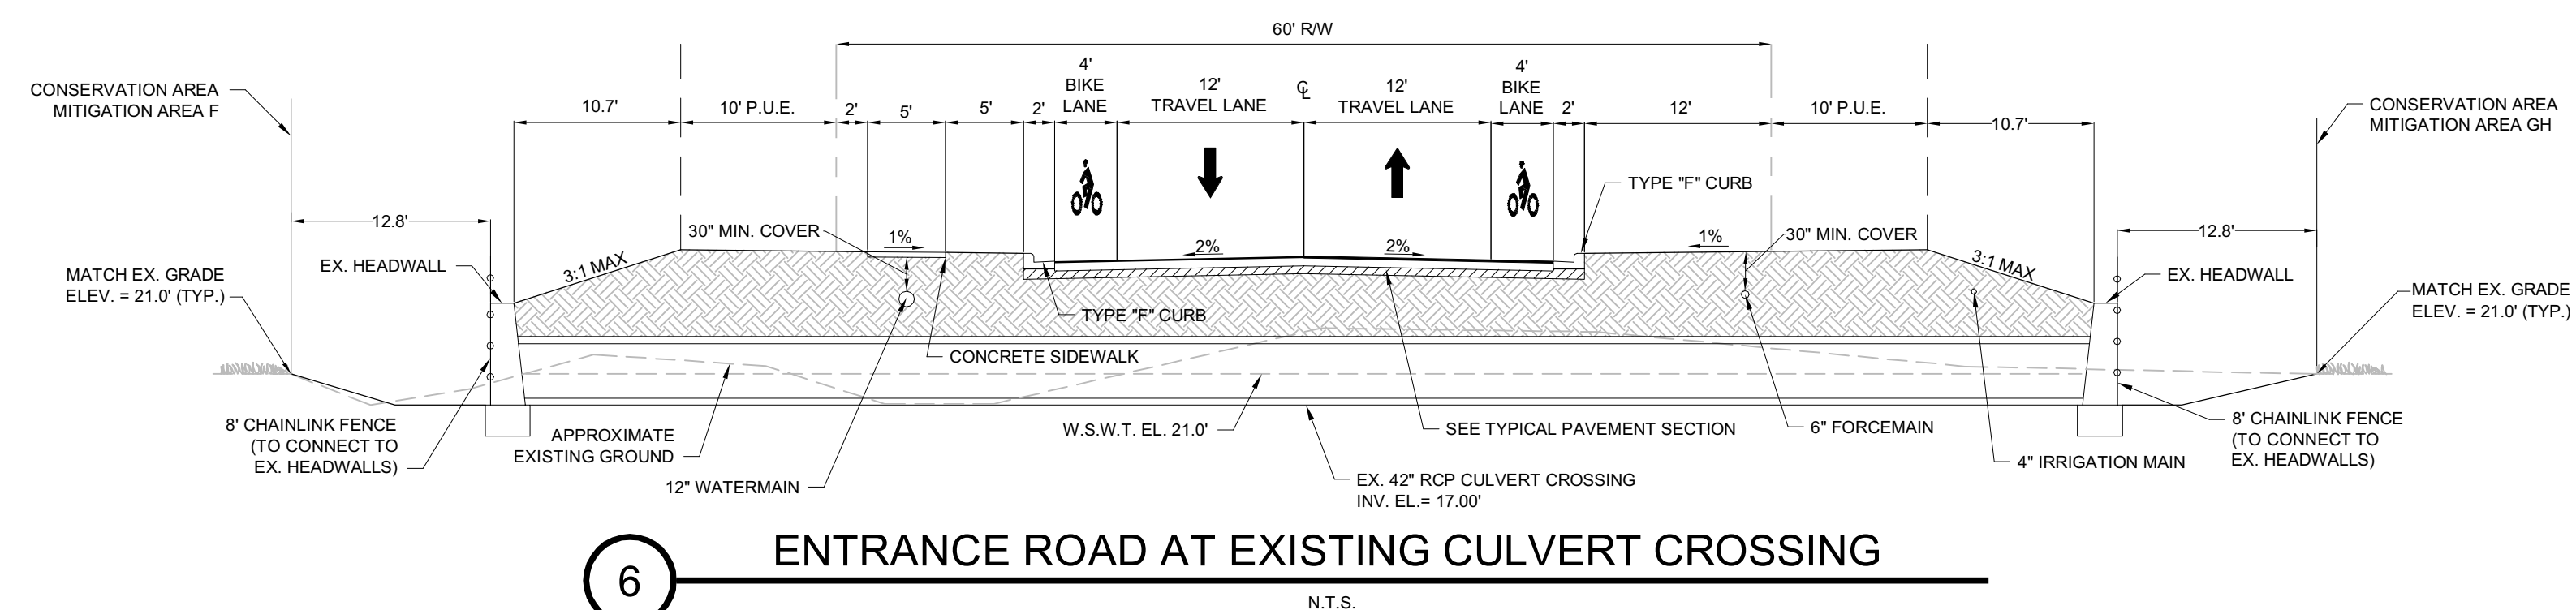 60' R/W
CONSERVATION AREA
MITIGATION AREA F
10.7'
10' P.U.E.
2'
5'
5'
2'
4'
BIKE
LANE
12'
TRAVEL LANE
CL
12'
TRAVEL LANE
4'
BIKE
LANE
2'
12'
10' P.U.E.
10.7'
CONSERVATION AREA
MITIGATION AREA GH
TYPE "F" CURB
12.8'
30" MIN. COVER
1%
2%
2%
1%
30" MIN. COVER
12.8'
EX. HEADWALL
3:1 MAX
3:1 MAX
EX. HEADWALL
MATCH EX. GRADE
ELEV. = 21.0' (TYP.)
MATCH EX. GRADE
ELEV. = 21.0' (TYP.)
TYPE "F" CURB
CONCRETE SIDEWALK
8' CHAINLINK FENCE
(TO CONNECT TO
EX. HEADWALLS)
APPROXIMATE
EXISTING GROUND
W.S.W.T. EL. 21.0'
SEE TYPICAL PAVEMENT SECTION
6" FORCEMAIN
8' CHAINLINK FENCE
(TO CONNECT TO
EX. HEADWALLS)
4" IRRIGATION MAIN
12" WATERMAIN
EX. 42" RCP CULVERT CROSSING
INV. EL.= 17.00'
6
ENTRANCE ROAD AT EXISTING CULVERT CROSSING
N.T.S.